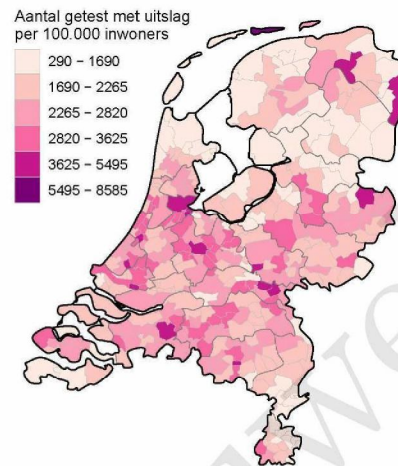 Aantal getest met uitslag
per 100.000 inwoners
290 – 1690
1690 – 2265
2265 – 2820
2820 – 3625
3625 – 5495
5495 – 8585